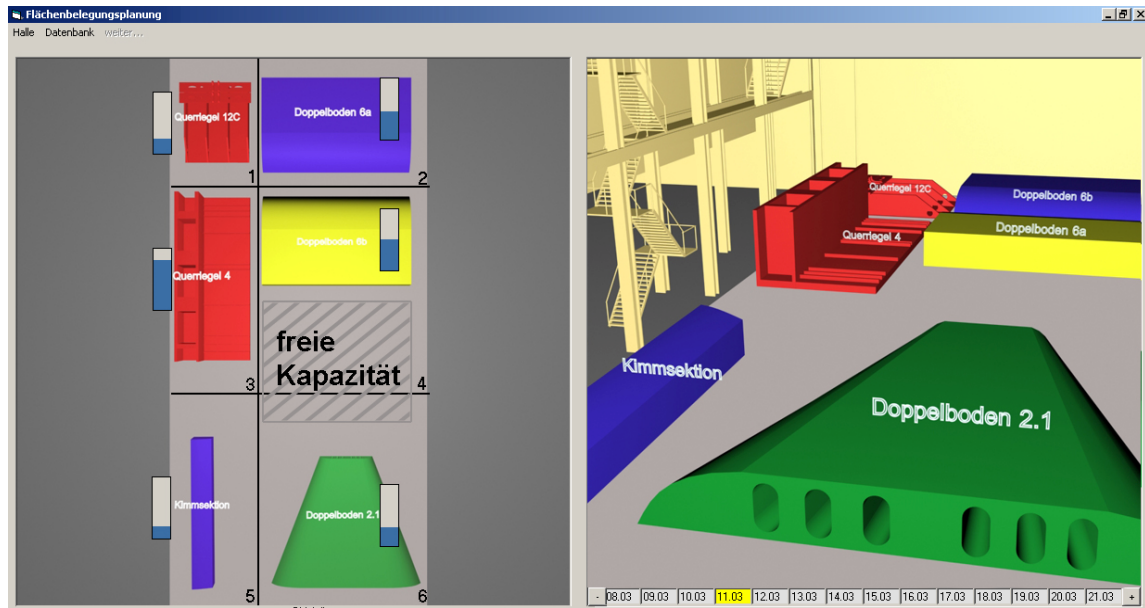 Flächenbelegungsplanung
Halle Datenbank weiter...
Querriegel 12C
Doppelboden 6a
1
2
Doppelboden 6b
Querriegel 4
freie
Kapazität
3
4
Kimmsektion
Doppelboden 2.1
5
6
Querriegel 12C
Doppelboden 6b
Doppelboden 6a
Querriegel 4
Kimmsektion
Doppelboden 2.1
- 08.03 09.03 10.03 11.03 12.03 13.03 14.03 15.03 16.03 17.03 18.03 19.03 20.03 21.03 +